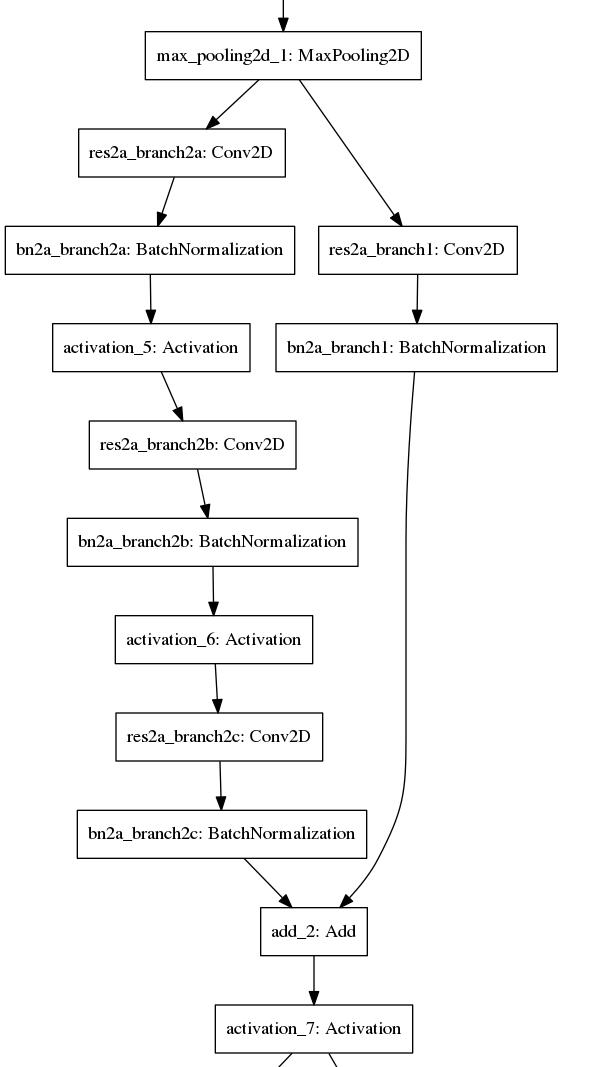 max_pooling2d_1: MaxPooling2D
res2a_branch2a: Conv2D
bn2a_branch2a: BatchNormalization
res2a_branch1: Conv2D
activation_5: Activation
bn2a_branch1: BatchNormalization
res2a_branch2b: Conv2D
bn2a_branch2b: BatchNormalization
activation_6: Activation
res2a_branch2c: Conv2D
bn2a_branch2c: BatchNormalization
add_2: Add
activation_7: Activation